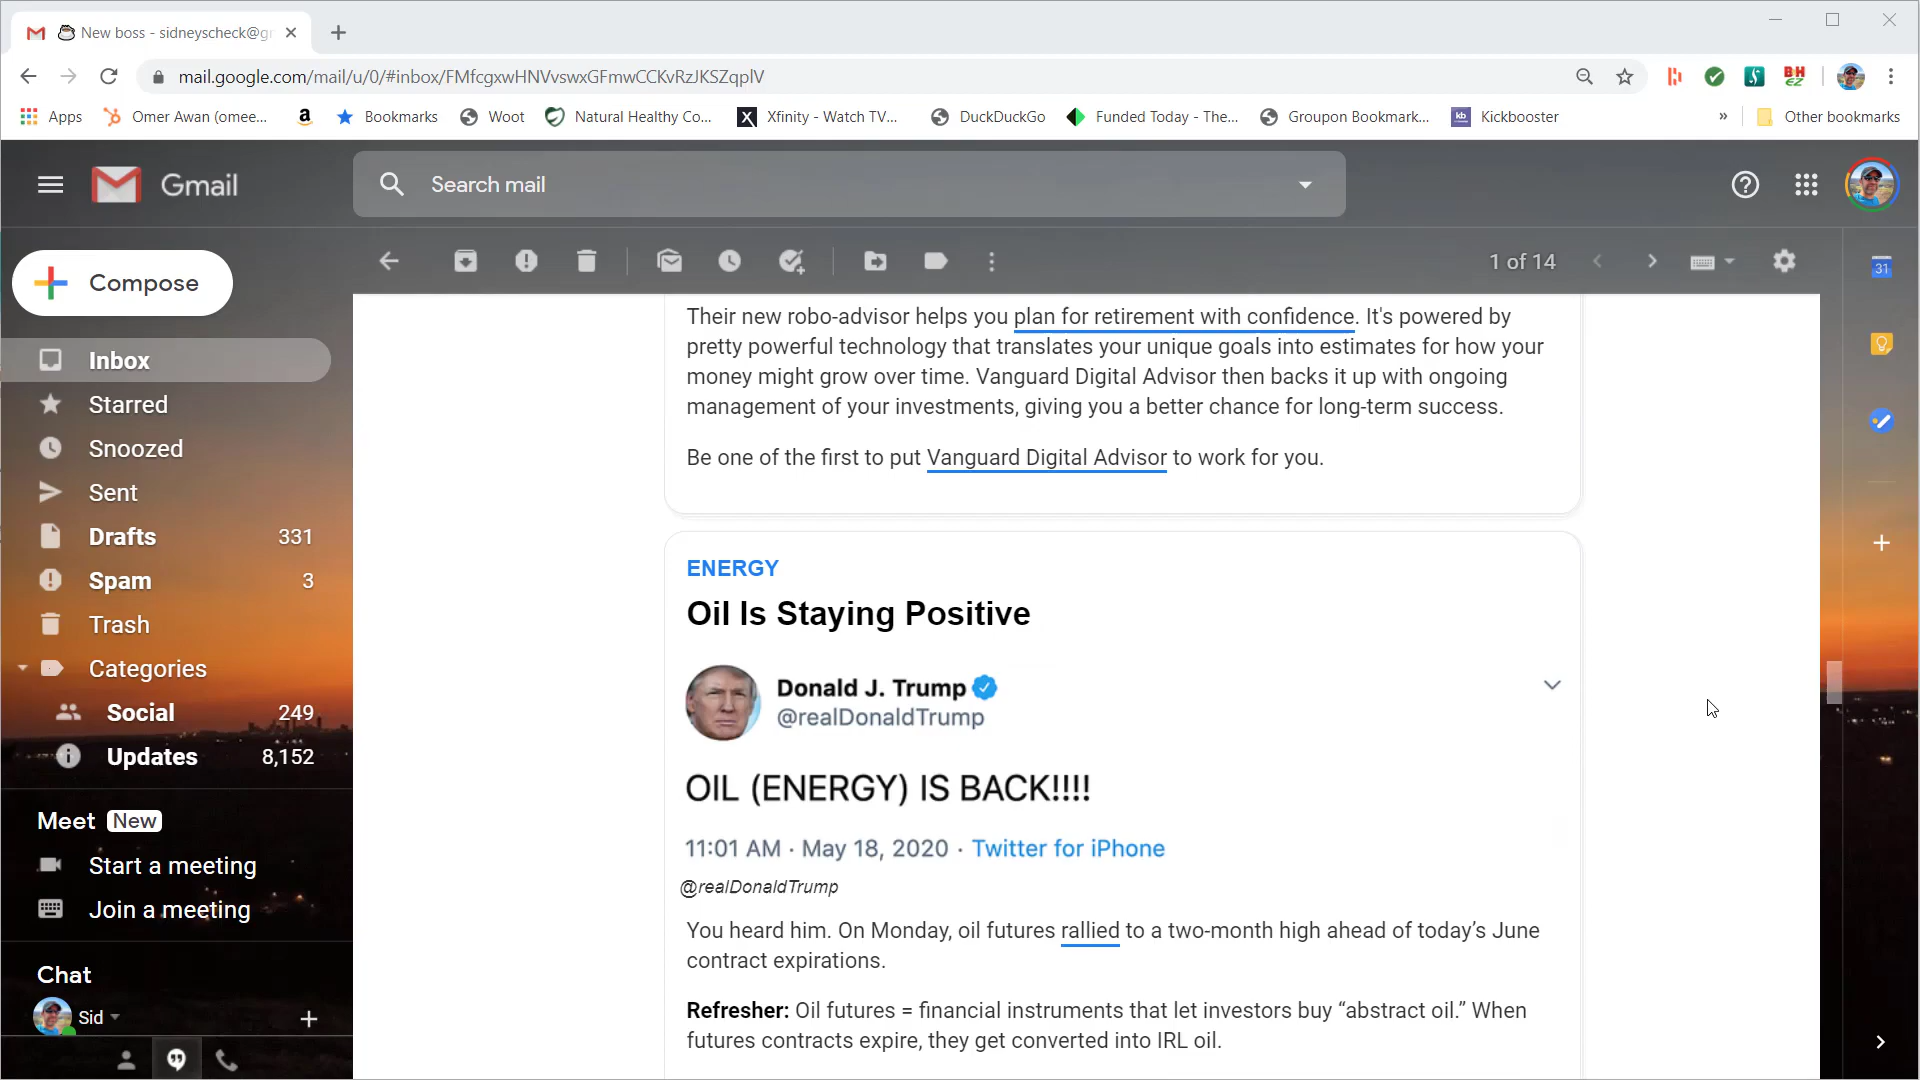 New boss - sidneyscheck@gr
mail.google.com/mail/u/0/#inbox/FMfcgxwHNVvswxGFmwCCKvRzJKSZqplV
Apps
Omer Awan (omee...
Bookmarks
Woot
Natural Healthy Co...
Xfinity - Watch TV...
DuckDuckGo
Funded Today - The...
Groupon Bookmark...
kb
Kickbooster
»
Other bookmarks
BH
EZ
Gmail
Search mail
Compose
1 of 14
31
Inbox
Starred
Snoozed
Sent
Drafts 331
Spam 3
Trash
Categories
Social 249
Updates 8,152
Meet New
Start a meeting
Join a meeting
Chat
Sid
Their new robo-advisor helps you plan for retirement with confidence. It's powered by
pretty powerful technology that translates your unique goals into estimates for how your
money might grow over time. Vanguard Digital Advisor then backs it up with ongoing
management of your investments, giving you a better chance for long-term success.
Be one of the first to put Vanguard Digital Advisor to work for you.
ENERGY
Oil Is Staying Positive
Donald J. Trump
@realDonaldTrump
OIL (ENERGY) IS BACK!!!!
11:01 AM · May 18, 2020 · Twitter for iPhone
@realDonaldTrump
You heard him. On Monday, oil futures rallied to a two-month high ahead of today’s June
contract expirations.
Refresher: Oil futures = financial instruments that let investors buy “abstract oil.” When
futures contracts expire, they get converted into IRL oil.